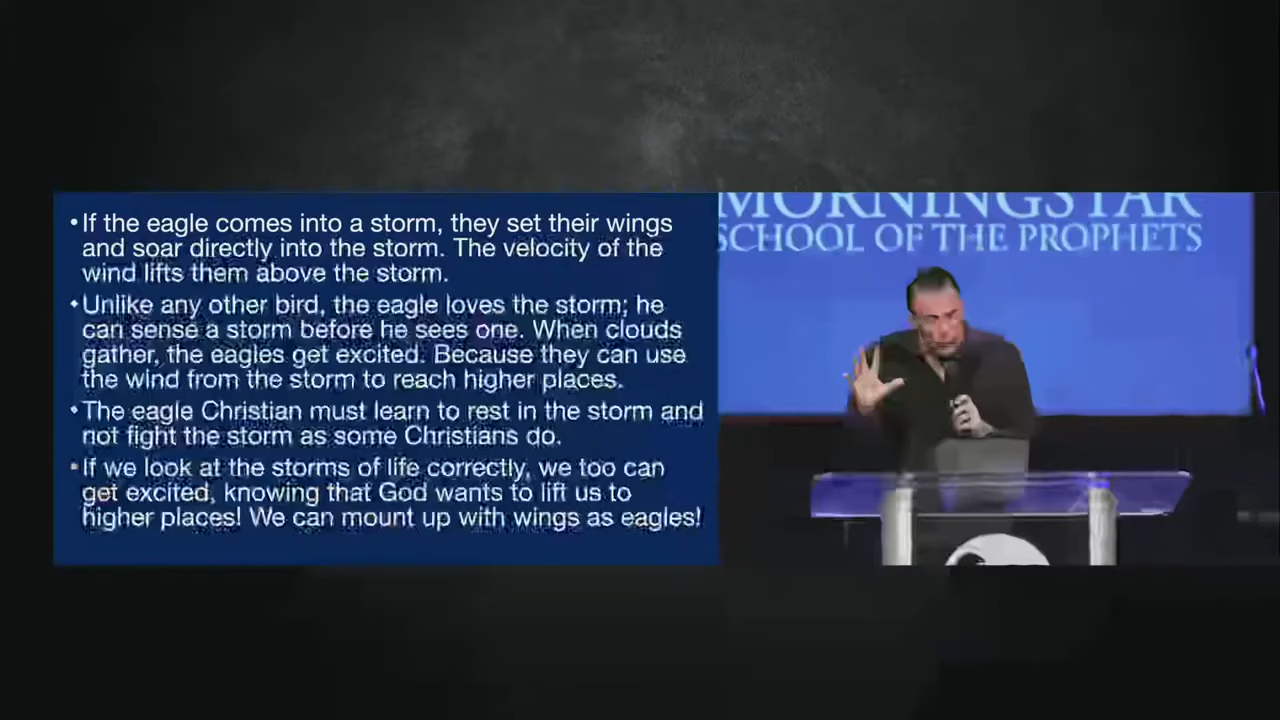 • If the eagle comes into a storm, they set their wings
and soar directly into the storm. The velocity of the
wind lifts them above the storm.
• Unlike any other bird, the eagle loves the storm; he
can sense a storm before he sees one. When clouds
gather, the eagles get excited. Because they can use
the wind from the storm to reach higher places.
• The eagle Christian must learn to rest in the storm and
not fight the storm as some Christians do.
• If we look at the storms of life correctly, we too can
get excited, knowing that God wants to lift us to
higher places! We can mount up with wings as eagles!
MORNINGSTAR
SCHOOL OF THE PROPHETS